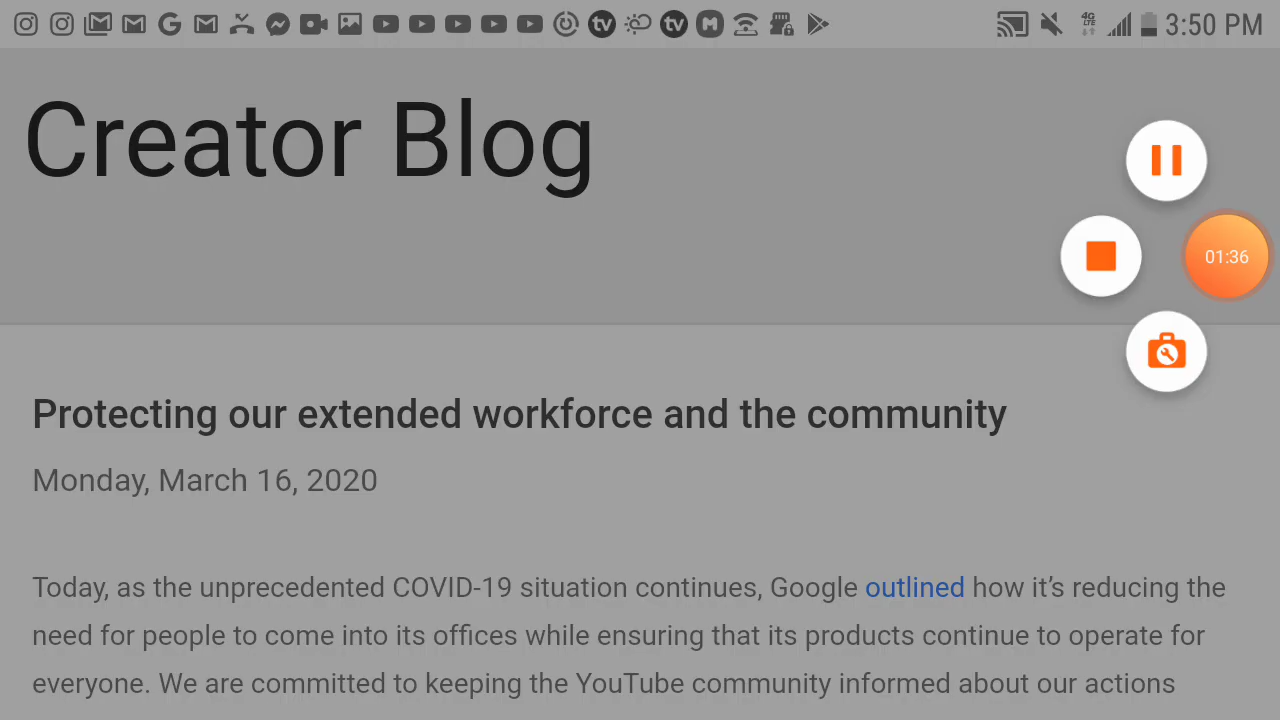 4G
LTE
3:50 PM
Creator Blog
01:36
Protecting our extended workforce and the community
Monday, March 16, 2020
Today, as the unprecedented COVID-19 situation continues, Google outlined how it’s reducing the
need for people to come into its offices while ensuring that its products continue to operate for
everyone. We are committed to keeping the YouTube community informed about our actions